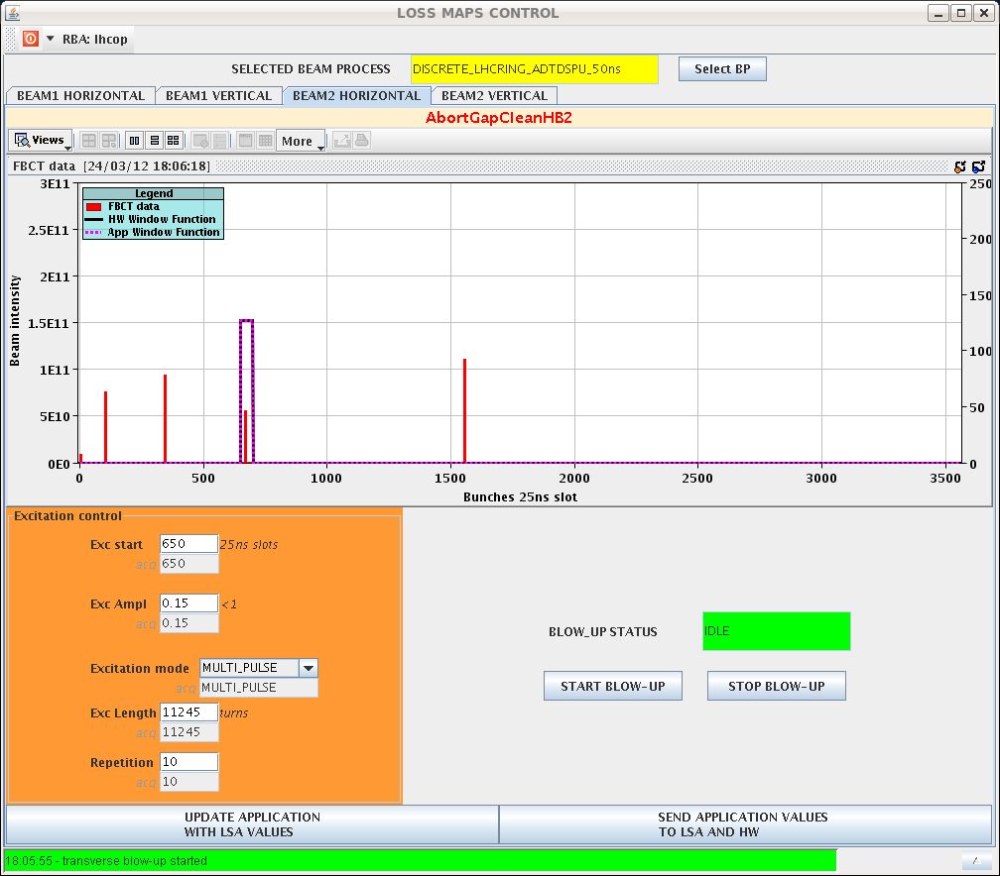 LOSS MAPS CONTROL
RBA: lhcop
SELECTED BEAM PROCESS DISCRETE_LHCRING_ADTDSPU_50ns Select BP
BEAM1 HORIZONTAL BEAM1 VERTICAL BEAM2 HORIZONTAL BEAM2 VERTICAL
AbortGapCleanHB2
Views More
FBCT data [24/03/12 18:06:18]
Legend
FBCT data
HW Window Function
App Window Function
3E11
2.5E11
2E11
1.5E11
1E11
5E10
0E0
Beam intensity
250
200
150
100
50
0
0 500 1000 1500 2000 2500 3000 3500
Bunches 25ns slot
Excitation control
Exc start 650 25ns slots
acq 650
Exc Ampl 0.15 <1
acq 0.15
Excitation mode MULTI_PULSE
acq MULTI_PULSE
Exc Length 11245 turns
acq 11245
Repetition 10
acq 10
BLOW_UP STATUS IDLE
START BLOW-UP STOP BLOW-UP
UPDATE APPLICATION
WITH LSA VALUES
SEND APPLICATION VALUES
TO LSA AND HW
18:05:55 - transverse blow-up started